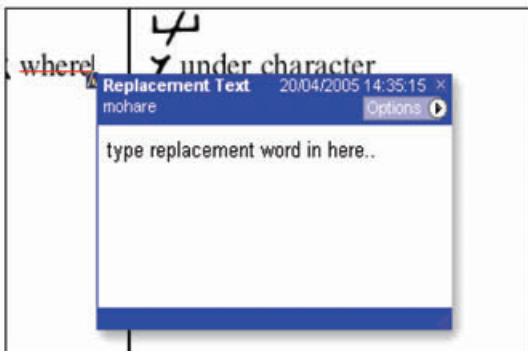 where
under character
Replacement Text 20/04/2005 14:35:15
mohare
Options
type replacement word in here..